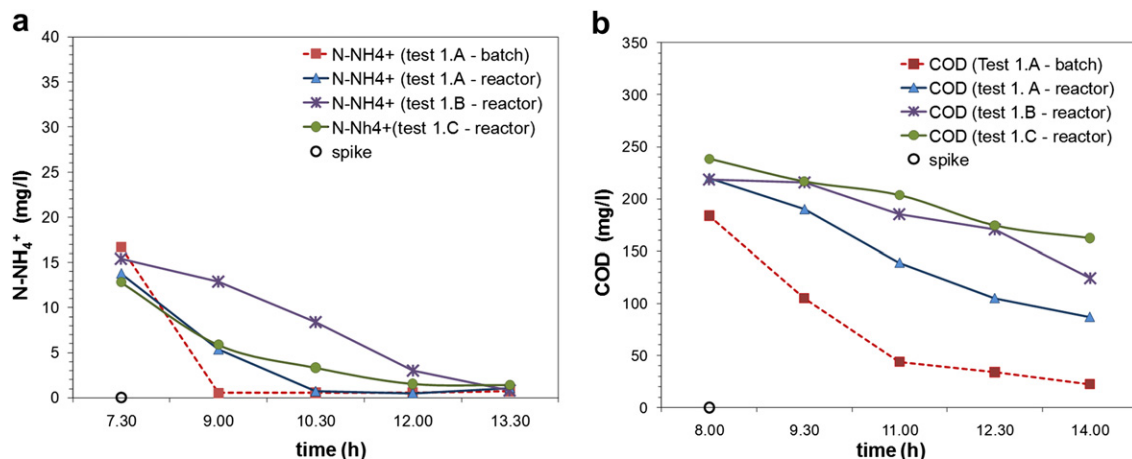 a
40
35
30
25
20
15
10
5
0
N-NH4+ (mg/l)
N-NH4+ (test 1.A - batch)
N-NH4+ (test 1.A - reactor)
N-NH4+ (test 1.B - reactor)
N-Nh4+(test 1.C - reactor)
spike
7.30 9.00 10.30 12.00 13.30
time (h)
b
350
300
250
200
150
100
50
0
COD (mg/l)
COD (Test 1.A - batch)
COD (test 1. A - reactor)
COD (test 1.B - reactor)
COD (test 1.C - reactor)
spike
8.00 9.30 11.00 12.30 14.00
time (h)